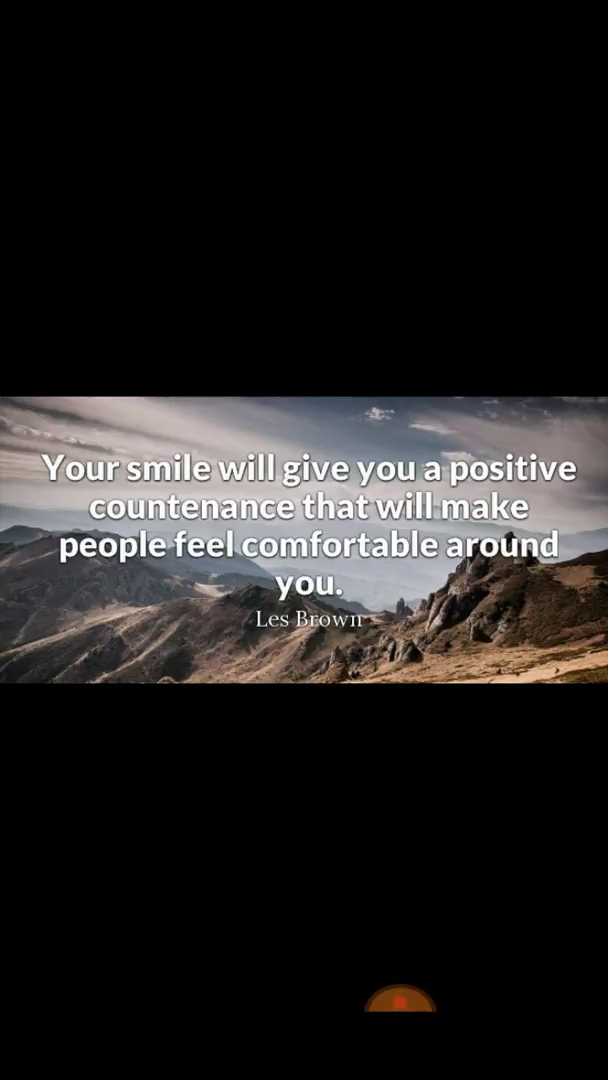 Your smile will give you a positive
countenance that will make
people feel comfortable around
you.
Les Brown